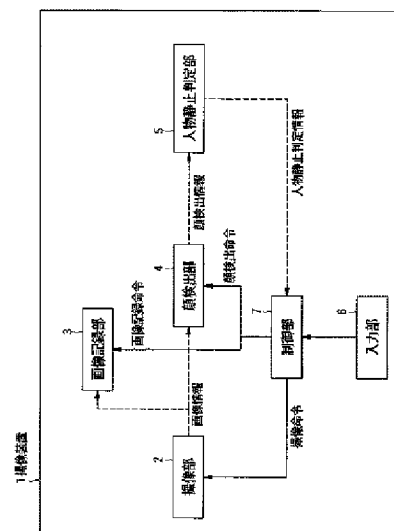 1撮像装置
2
撮像部
画像情報
3
画像記録部
画像記録命令
4
顔検出部
顔検出命令
顔検出情報
5
人物静止判定部
人物静止判定情報
7
制御部
撮像命令
6
入力部